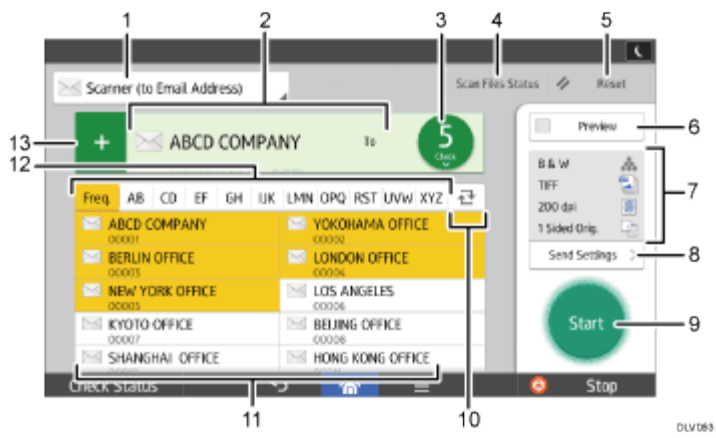 1 2 3 4 5
Scanner (to Email Address)
Scan Files Status Reset
13 + ABCD COMPANY To 5
Check
Preview 6
12
Freq. AB CD EF GH IJK LMN OPQ RST UVW XYZ
B & W
TIFF
200 dpi
1 Sided Orig.
7
ABCD COMPANY YOKOHAMA OFFICE
00001 00002
BERLIN OFFICE LONDON OFFICE
00003 00004
Send Settings 8
NEW YORK OFFICE LOS ANGELES
00005 00006
KYOTO OFFICE BEIJING OFFICE
00007 00008
Start 9
SHANGHAI OFFICE HONG KONG OFFICE
Check Status Stop
11 10